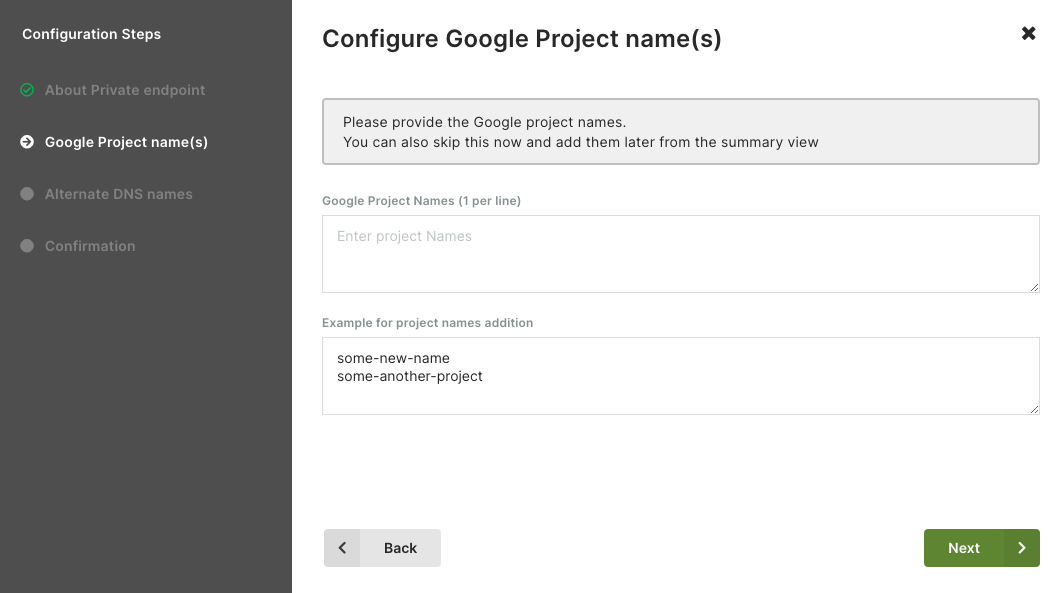 Configuration Steps
About Private endpoint
Google Project name(s)
Alternate DNS names
Confirmation
Configure Google Project name(s)
Please provide the Google project names.
You can also skip this now and add them later from the summary view
Google Project Names (1 per line)
Enter project Names
Example for project names addition
some-new-name
some-another-project
Back
Next